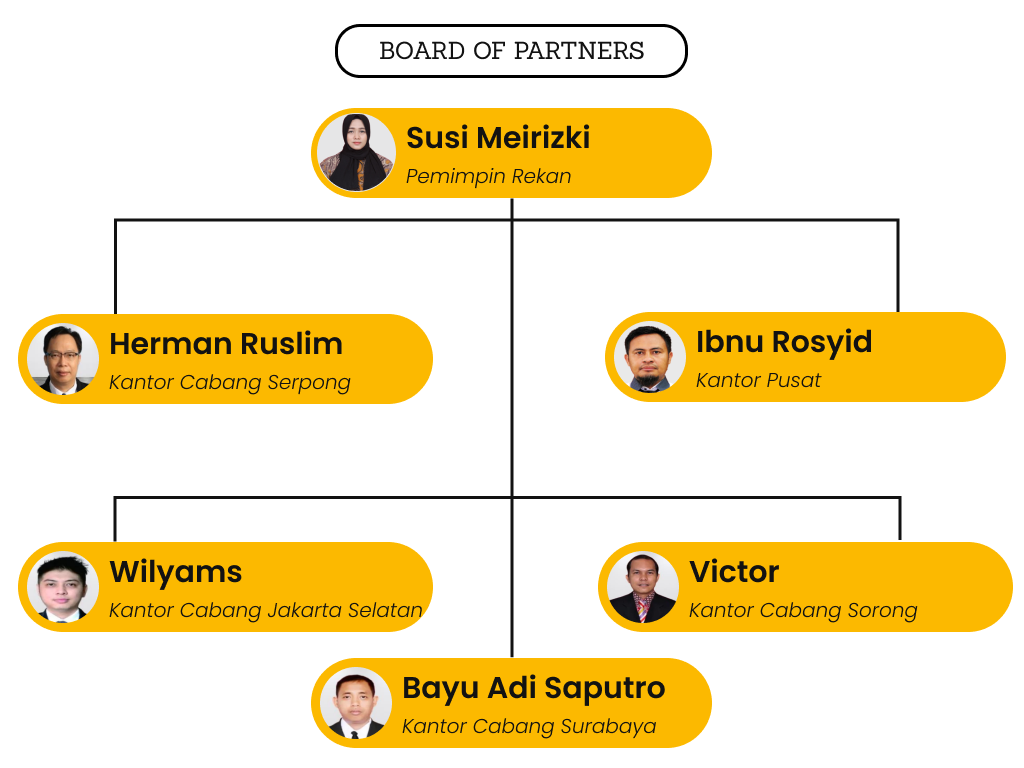 BOARD OF PARTNERS
Susi Meirizki
Pemimpin Rekan
Herman Ruslim
Kantor Cabang Serpong
Ibnu Rosyid
Kantor Pusat
Wilyams
Kantor Cabang Jakarta Selatan
Victor
Kantor Cabang Sorong
Bayu Adi Saputro
Kantor Cabang Surabaya